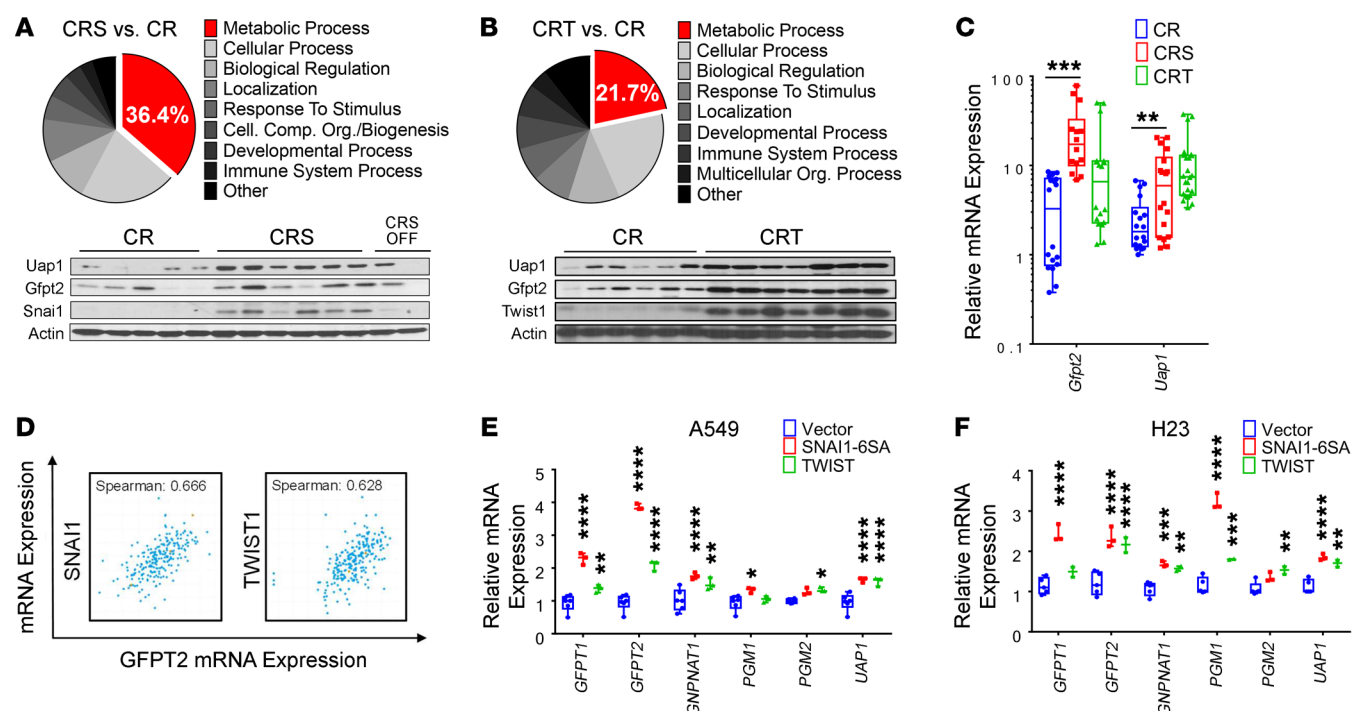 A
CRS vs. CR
36.4%
Metabolic Process
Cellular Process
Biological Regulation
Localization
Response To Stimulus
Cell. Comp. Org./Biogenesis
Developmental Process
Immune System Process
Other
CR
CRS
CRS
OFF
Uap1
Gfpt2
Snai1
Actin
B
CRT vs. CR
21.7%
Metabolic Process
Cellular Process
Biological Regulation
Response To Stimulus
Localization
Developmental Process
Immune System Process
Multicellular Org. Process
Other
CR
CRT
Uap1
Gfpt2
Twist1
Actin
C
CR
CRS
CRT
Relative mRNA Expression
100
10
1
0.1
***
**
Gfpt2
Uap1
D
mRNA Expression
SNAI1
Spearman: 0.666
TWIST1
Spearman: 0.628
GFPT2 mRNA Expression
E
A549
Vector
SNAI1-6SA
TWIST
Relative mRNA
Expression
5
4
3
2
1
0
****
**
****
****
****
**
*
*
****
****
GFPT1
GFPT2
GNPNAT1
PGM1
PGM2
UAP1
F
H23
Vector
SNAI1-6SA
TWIST
Relative mRNA
Expression
4
3
2
1
0
****
****
****
***
**
****
***
**
****
**
GFPT1
GFPT2
GNPNAT1
PGM1
PGM2
UAP1